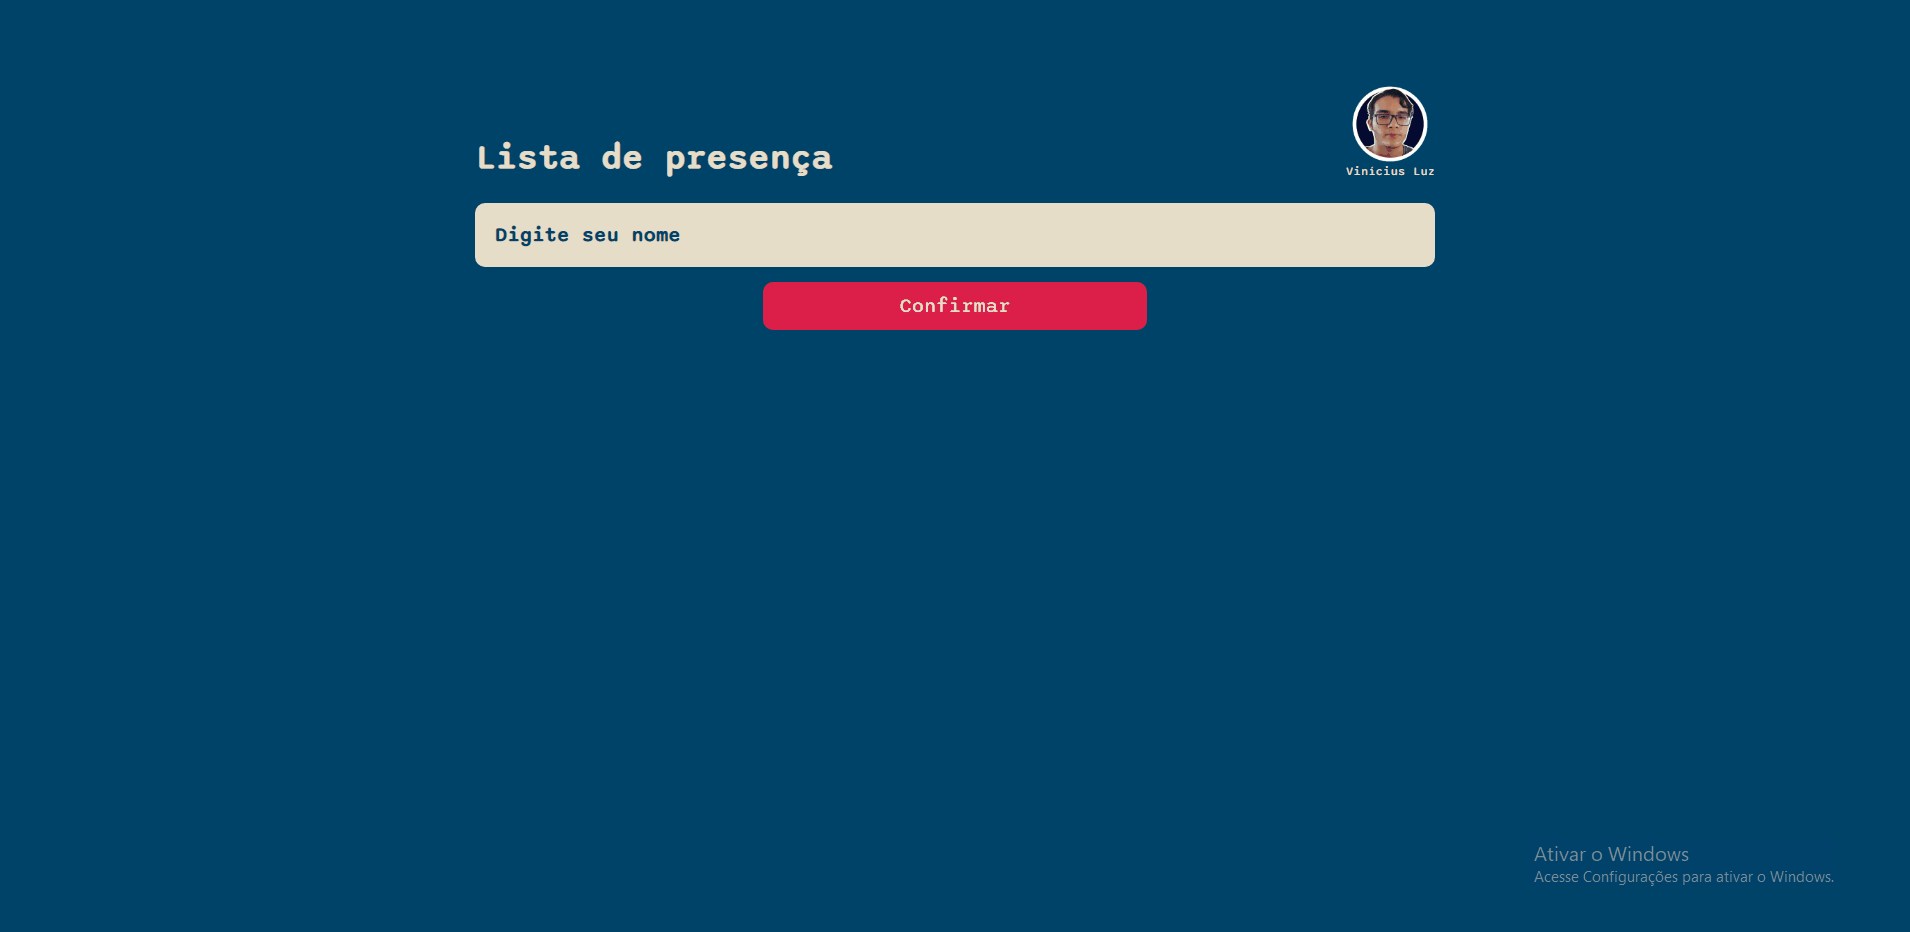 Lista de presença
Vinicius Luz
Digite seu nome
Confirmar
Ativar o Windows
Acesse Configurações para ativar o Windows.